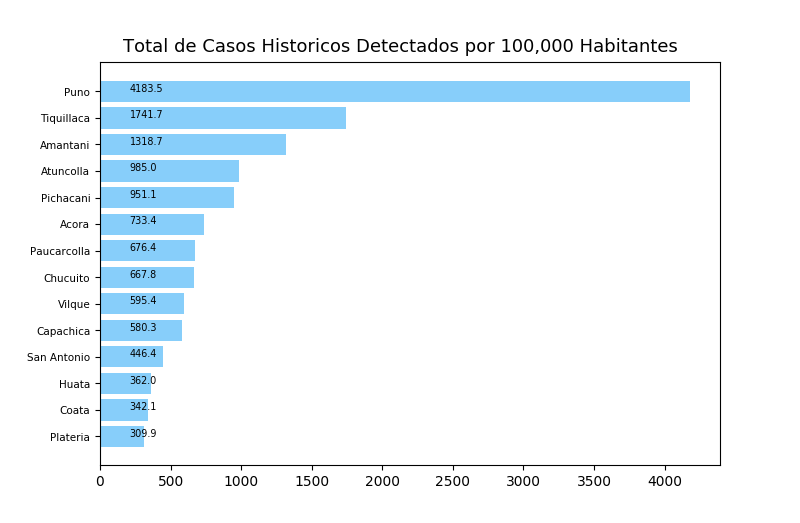 Total de Casos Historicos Detectados por 100,000 Habitantes
Puno 4183.5
Tiquillaca 1741.7
Amantani 1318.7
Atuncolla 985.0
Pichacani 951.1
Acora 733.4
Paucarcolla 676.4
Chucuito 667.8
Vilque 595.4
Capachica 580.3
San Antonio 446.4
Huata 362.0
Coata 342.1
Plateria 309.9
0 500 1000 1500 2000 2500 3000 3500 4000